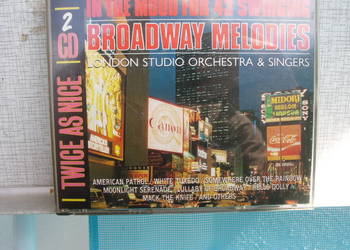 IN THE MOOD FOR 41 SWINGING
BROADWAY MELODIES
LONDON STUDIO ORCHESTRA & SINGERS
2 CD
TWICE AS NICE
Canon
MIDORI
Coca-Cola
AMERICAN PATROL / WHITE TUXEDO / SOMEWHERE OVER THE RAINBOW
MOONLIGHT SERENADE / LULLABY OF BROADWAY / HELLO DOLLY
MACK THE KNIFE / AND OTHERS